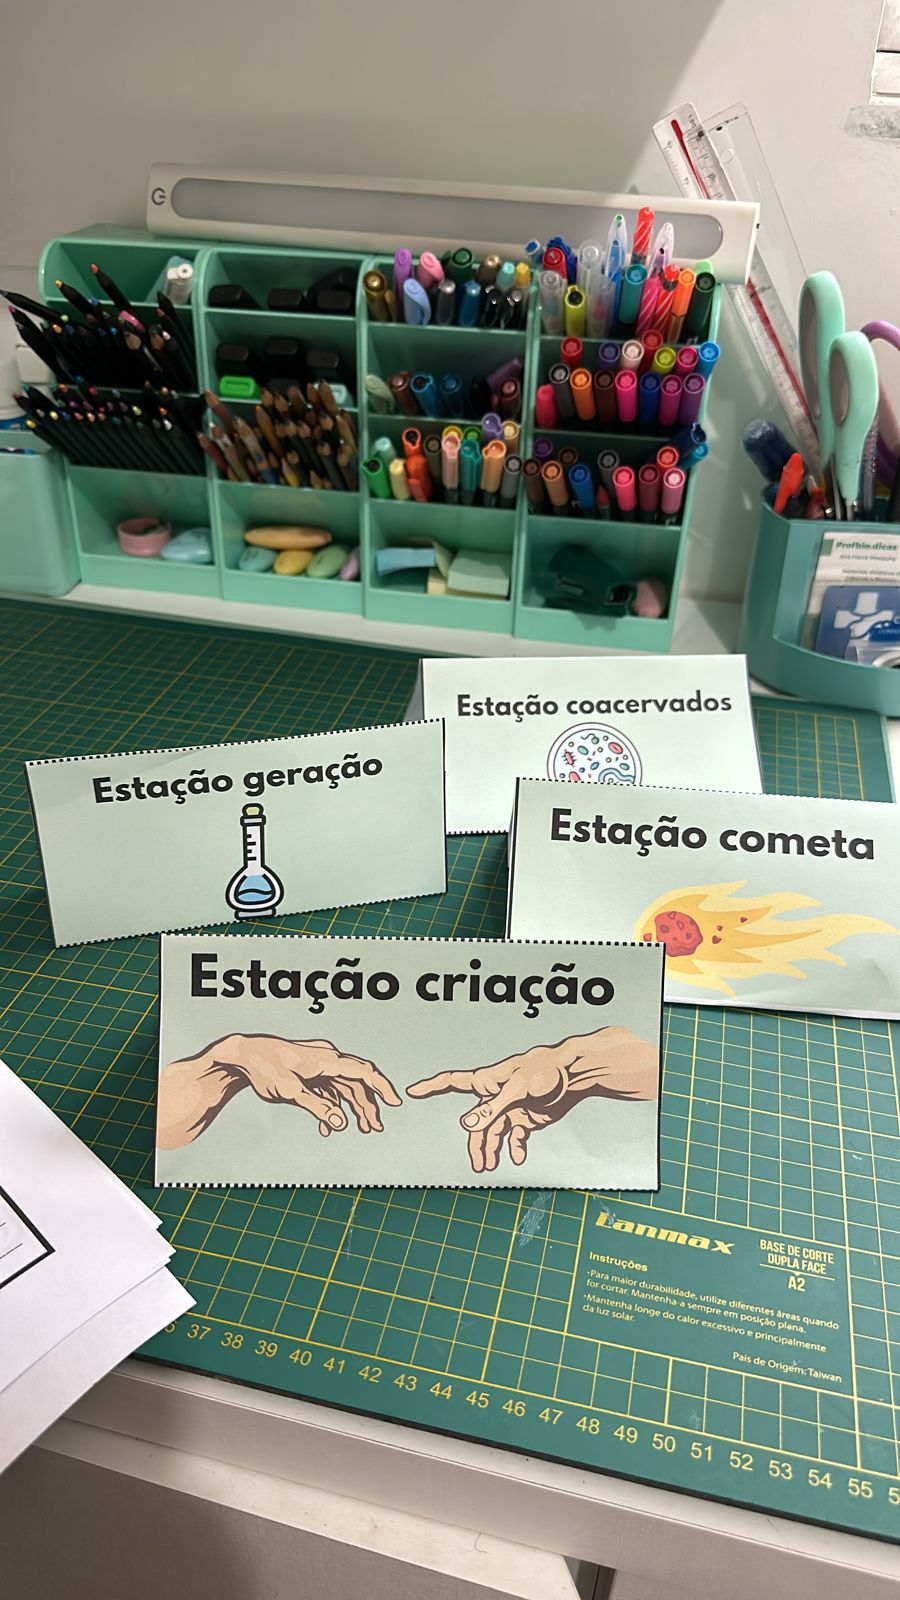 Profbio.dicas
Estação coacervados
Estação geração
Estação cometa
Estação criação
Lanmax
BASE DE CORTE
DUPLA FACE
A2
Instruções
•Para maior durabilidade, utilize diferentes áreas quando
for cortar. Mantenha-a sempre em posição plana.
•Mantenha longe do calor excessivo e principalmente
da luz solar.
País de Origem: Taiwan
37 38 39 40 41 42 43 44 45 46 47 48 49 50 51 52 53 54 55